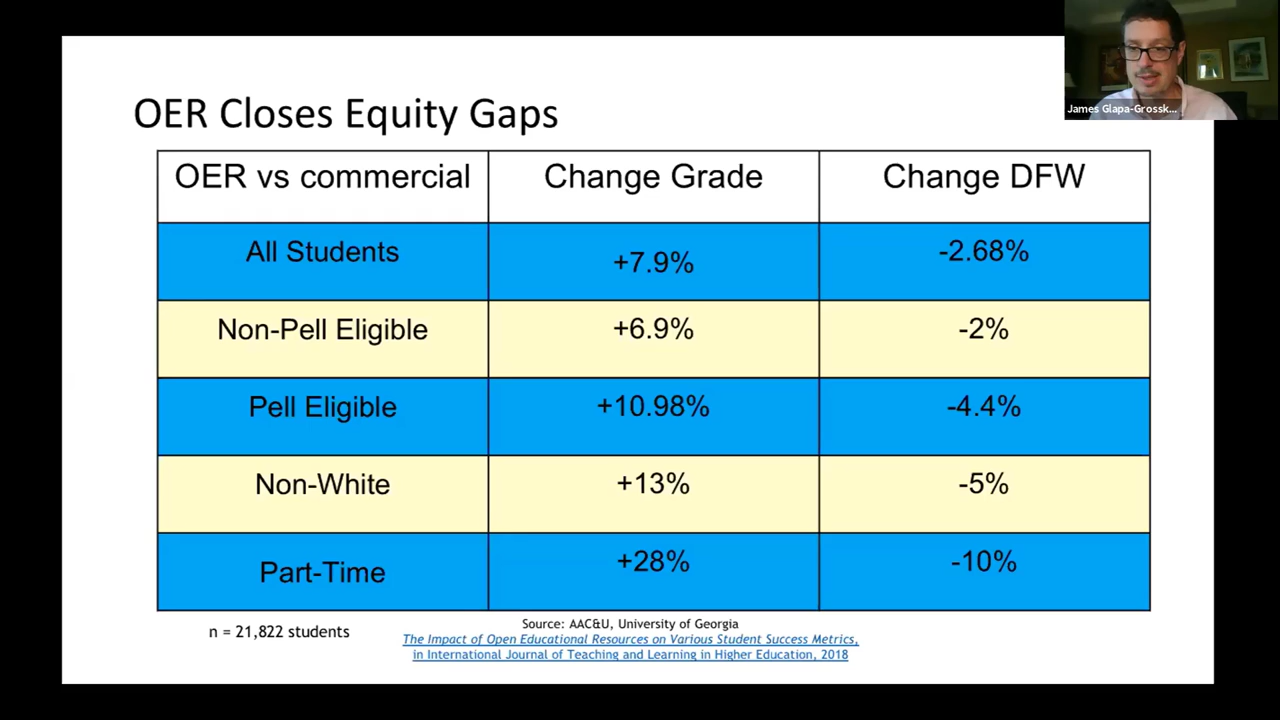 James Glapa-Grossk...
OER Closes Equity Gaps
OER vs commercial Change Grade Change DFW
All Students +7.9% -2.68%
Non-Pell Eligible +6.9% -2%
Pell Eligible +10.98% -4.4%
Non-White +13% -5%
Part-Time +28% -10%
n = 21,822 students
Source: AAC&U, University of Georgia
The Impact of Open Educational Resources on Various Student Success Metrics,
in International Journal of Teaching and Learning in Higher Education, 2018